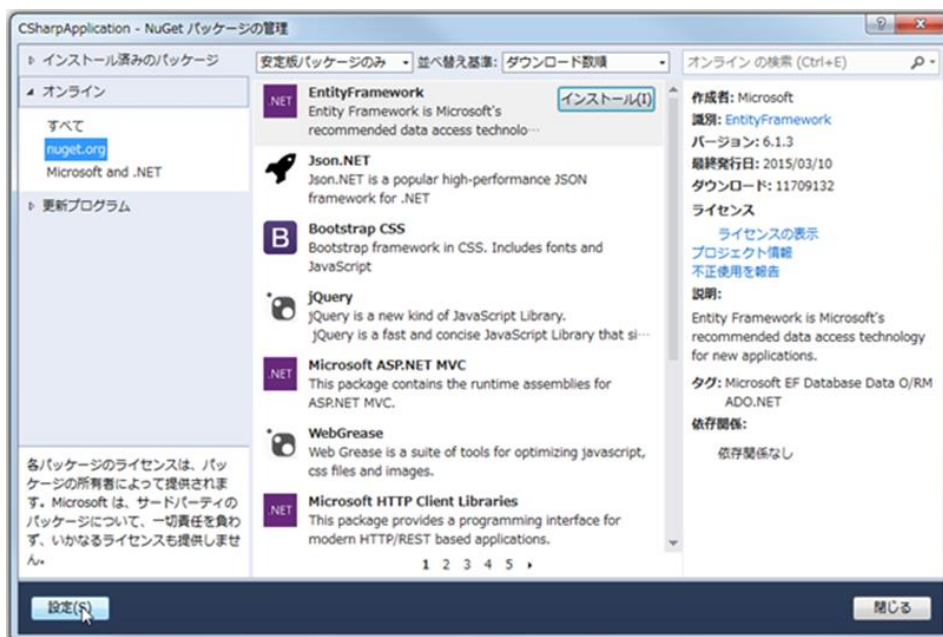 CSharpApplication - NuGet パッケージの管理
インストール済みのパッケージ
オンライン
すべて
nuget.org
Microsoft and .NET
更新プログラム
各パッケージのライセンスは、パッ
ケージの所有者によって提供されま
す。Microsoft は、サードパーティの
パッケージについて、一切責任を負わ
ず、いかなるライセンスも提供しませ
ん。
安定版パッケージのみ 並べ替え基準: ダウンロード数順
.NET
EntityFramework
インストール(I)
Entity Framework is Microsoft's
recommended data access technolo…
Json.NET
Json.NET is a popular high-performance JSON
framework for .NET
B
Bootstrap CSS
Bootstrap framework in CSS. Includes fonts and
JavaScript
jQuery
jQuery is a new kind of JavaScript Library.
jQuery is a fast and concise JavaScript Library that si…
.NET
Microsoft ASP.NET MVC
This package contains the runtime assemblies for
ASP.NET MVC.
WebGrease
Web Grease is a suite of tools for optimizing javascript,
css files and images.
.NET
Microsoft HTTP Client Libraries
This package provides a programming interface for
modern HTTP/REST based applications.
1 2 3 4 5
オンライン の検索 (Ctrl+E)
作成者: Microsoft
識別: EntityFramework
バージョン: 6.1.3
最終発行日: 2015/03/10
ダウンロード: 11709132
ライセンス
ライセンスの表示
プロジェクト情報
不正使用を報告
説明:
Entity Framework is Microsoft's
recommended data access technology
for new applications.
タグ: Microsoft EF Database Data O/RM
ADO.NET
依存関係:
依存関係なし
設定(S)
閉じる